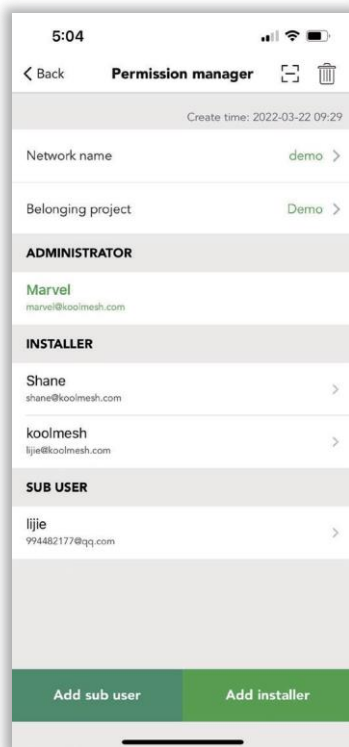 5:04
Back Permission manager
Create time: 2022-03-22 09:29
Network name demo
Belonging project Demo
ADMINISTRATOR
Marvel
marvel@koolmesh.com
INSTALLER
Shane
shane@koolmesh.com
koolmesh
lijie@koolmesh.com
SUB USER
lijie
994482177@qq.com
Add sub user Add installer